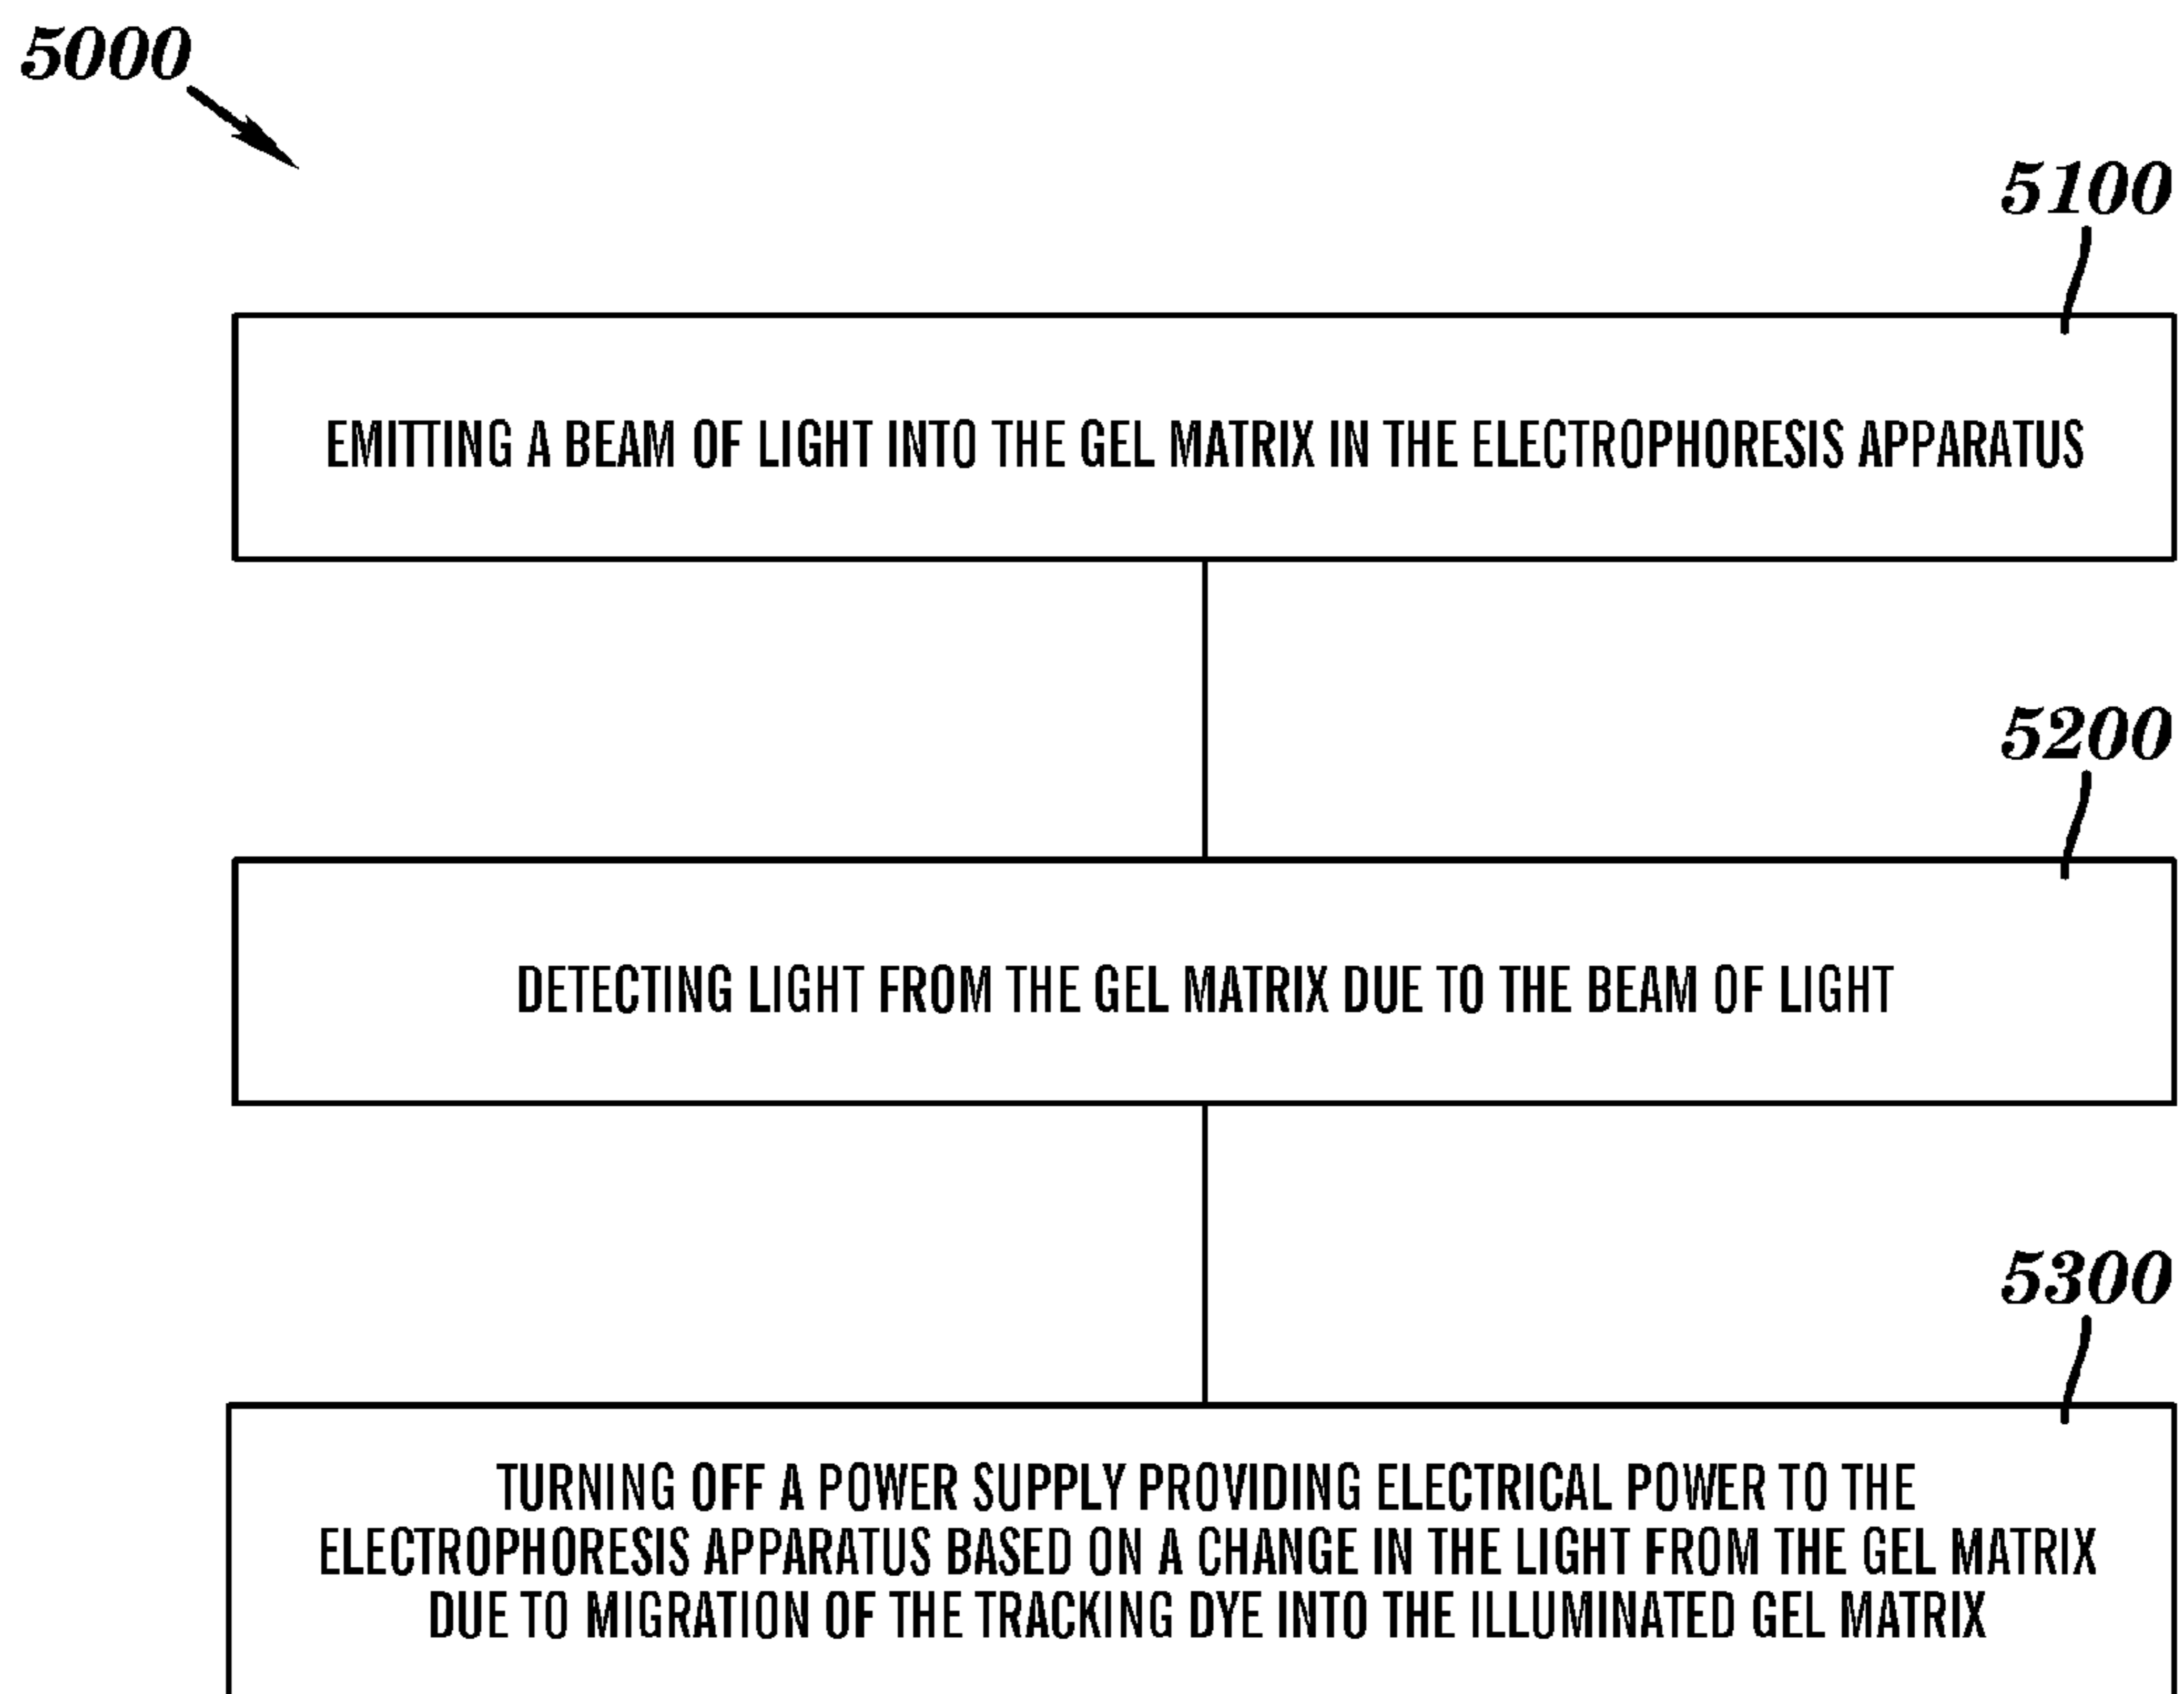 5000
5100
EMITTING A BEAM OF LIGHT INTO THE GEL MATRIX IN THE ELECTROPHORESIS APPARATUS
5200
DETECTING LIGHT FROM THE GEL MATRIX DUE TO THE BEAM OF LIGHT
5300
TURNING OFF A POWER SUPPLY PROVIDING ELECTRICAL POWER TO THE
ELECTROPHORESIS APPARATUS BASED ON A CHANGE IN THE LIGHT FROM THE GEL MATRIX
DUE TO MIGRATION OF THE TRACKING DYE INTO THE ILLUMINATED GEL MATRIX